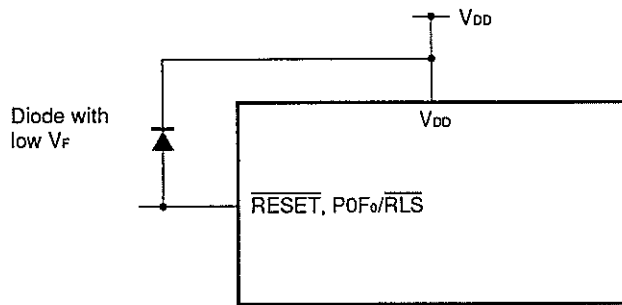 VDD
Diode with
low VF
VDD
RESET, P0F0/RLS